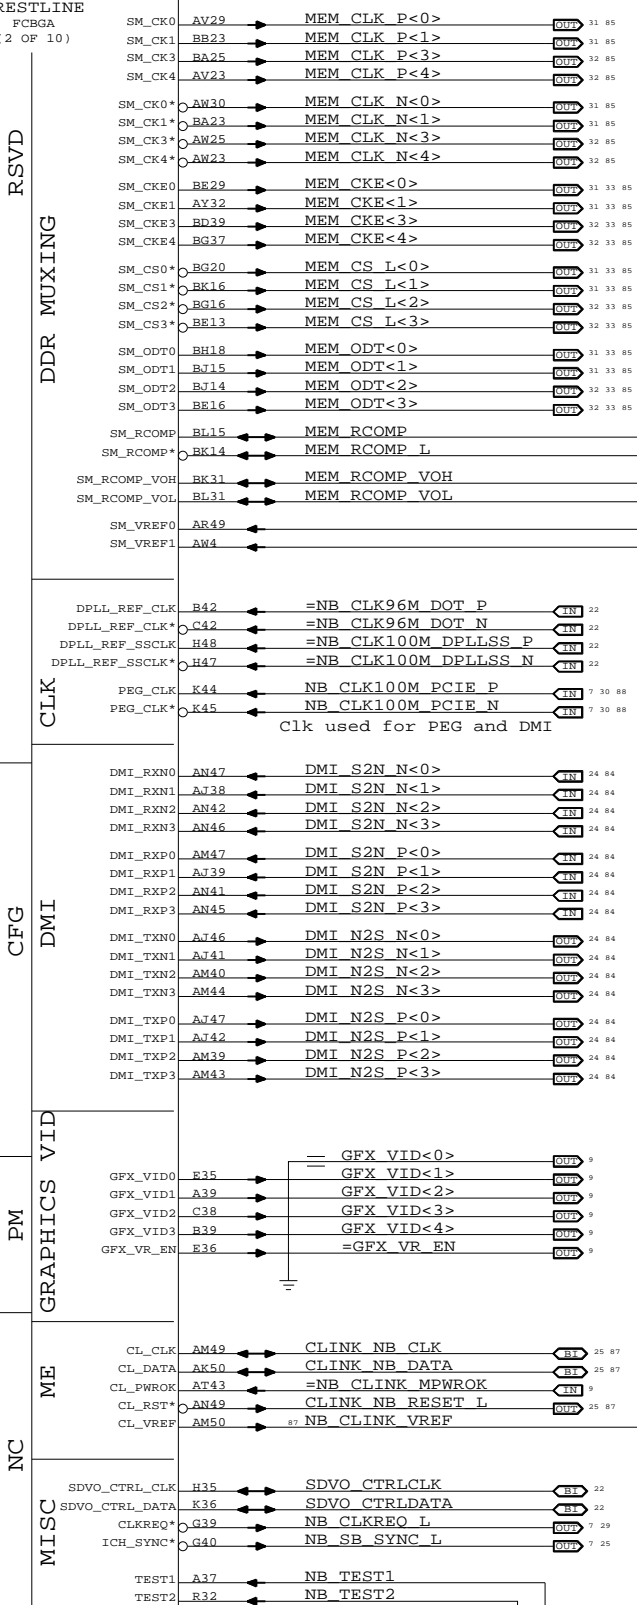 RESTLINE
FCBGA
(2 OF 10)
RSVD
DDR MUXING
SM_CK0 AV29 MEM_CLK_P<0> OUT 31 85
SM_CK1 BB23 MEM_CLK_P<1> OUT 31 85
SM_CK3 BA25 MEM_CLK_P<3> OUT 32 85
SM_CK4 AV23 MEM_CLK_P<4> OUT 32 85
SM_CK0* AW30 MEM_CLK_N<0> OUT 31 85
SM_CK1* BA23 MEM_CLK_N<1> OUT 31 85
SM_CK3* AW25 MEM_CLK_N<3> OUT 32 85
SM_CK4* AW23 MEM_CLK_N<4> OUT 32 85
SM_CKE0 BE29 MEM_CKE<0> OUT 31 33 85
SM_CKE1 AY32 MEM_CKE<1> OUT 31 33 85
SM_CKE3 BD39 MEM_CKE<3> OUT 32 33 85
SM_CKE4 BG37 MEM_CKE<4> OUT 32 33 85
SM_CS0* BG20 MEM_CS_L<0> OUT 31 33 85
SM_CS1* BK16 MEM_CS_L<1> OUT 31 33 85
SM_CS2* BG16 MEM_CS_L<2> OUT 32 33 85
SM_CS3* BE13 MEM_CS_L<3> OUT 32 33 85
SM_ODT0 BH18 MEM_ODT<0> OUT 31 33 85
SM_ODT1 BJ15 MEM_ODT<1> OUT 31 33 85
SM_ODT2 BJ14 MEM_ODT<2> OUT 32 33 85
SM_ODT3 BE16 MEM_ODT<3> OUT 32 33 85
SM_RCOMP BL15 MEM_RCOMP
SM_RCOMP* BK14 MEM_RCOMP_L
SM_RCOMP_VOH BK31 MEM_RCOMP_VOH
SM_RCOMP_VOL BL31 MEM_RCOMP_VOL
SM_VREF0 AR49
SM_VREF1 AW4
CLK
DPLL_REF_CLK B42 =NB_CLK96M_DOT_P IN 22
DPLL_REF_CLK* C42 =NB_CLK96M_DOT_N IN 22
DPLL_REF_SSCLK H48 =NB_CLK100M_DPLLSS_P IN 22
DPLL_REF_SSCLK* H47 =NB_CLK100M_DPLLSS_N IN 22
PEG_CLK K44 NB_CLK100M_PCIE_P IN 7 30 88
PEG_CLK* K45 NB_CLK100M_PCIE_N IN 7 30 88
Clk used for PEG and DMI
CFG
DMI
DMI_RXN0 AN47 DMI_S2N_N<0> IN 24 84
DMI_RXN1 AJ38 DMI_S2N_N<1> IN 24 84
DMI_RXN2 AN42 DMI_S2N_N<2> IN 24 84
DMI_RXN3 AN46 DMI_S2N_N<3> IN 24 84
DMI_RXP0 AM47 DMI_S2N_P<0> IN 24 84
DMI_RXP1 AJ39 DMI_S2N_P<1> IN 24 84
DMI_RXP2 AN41 DMI_S2N_P<2> IN 24 84
DMI_RXP3 AN45 DMI_S2N_P<3> IN 24 84
DMI_TXN0 AJ46 DMI_N2S_N<0> OUT 24 84
DMI_TXN1 AJ41 DMI_N2S_N<1> OUT 24 84
DMI_TXN2 AM40 DMI_N2S_N<2> OUT 24 84
DMI_TXN3 AM44 DMI_N2S_N<3> OUT 24 84
DMI_TXP0 AJ47 DMI_N2S_P<0> OUT 24 84
DMI_TXP1 AJ42 DMI_N2S_P<1> OUT 24 84
DMI_TXP2 AM39 DMI_N2S_P<2> OUT 24 84
DMI_TXP3 AM43 DMI_N2S_P<3> OUT 24 84
PM
GRAPHICS VID
GFX_VID<0> OUT 9
GFX_VID0 E35 GFX_VID<1> OUT 9
GFX_VID1 A39 GFX_VID<2> OUT 9
GFX_VID2 C38 GFX_VID<3> OUT 9
GFX_VID3 B39 GFX_VID<4> OUT 9
GFX_VR_EN E36 =GFX_VR_EN OUT 9
NC
ME
CL_CLK AM49 CLINK_NB_CLK BI 25 87
CL_DATA AK50 CLINK_NB_DATA BI 25 87
CL_PWROK AT43 =NB_CLINK_MPWROK IN 9
CL_RST* AN49 CLINK_NB_RESET_L OUT 25 87
CL_VREF AM50 87 NB_CLINK_VREF
MISC
SDVO_CTRL_CLK H35 SDVO_CTRLCLK BI 22
SDVO_CTRL_DATA K36 SDVO_CTRLDATA BI 22
CLKREQ* G39 NB_CLKREQ_L OUT 7 29
ICH_SYNC* G40 NB_SB_SYNC_L OUT 7 25
TEST1 A37 NB_TEST1
TEST2 R32 NB_TEST2